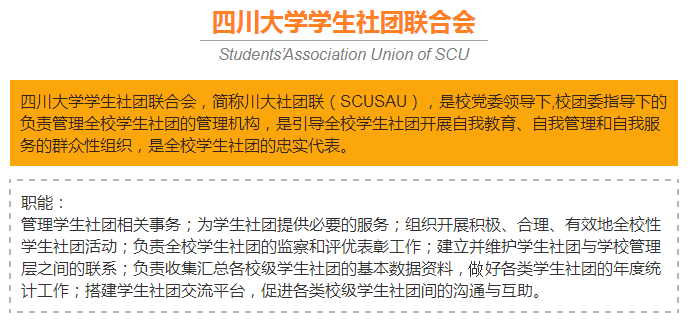 四川大学学生社团联合会
Students'Association Union of SCU
四川大学学生社团联合会，简称川大社团联（SCUSAU），是校党委领导下,校团委指导下的
负责管理全校学生社团的管理机构，是引导全校学生社团开展自我教育、自我管理和自我服
务的群众性组织，是全校学生社团的忠实代表。
职能：
管理学生社团相关事务；为学生社团提供必要的服务；组织开展积极、合理、有效地全校性
学生社团活动；负责全校学生社团的监察和评优表彰工作；建立并维护学生社团与学校管理
层之间的联系；负责收集汇总各校级学生社团的基本数据资料，做好各类学生社团的年度统
计工作；搭建学生社团交流平台，促进各类校级学生社团间的沟通与互助。